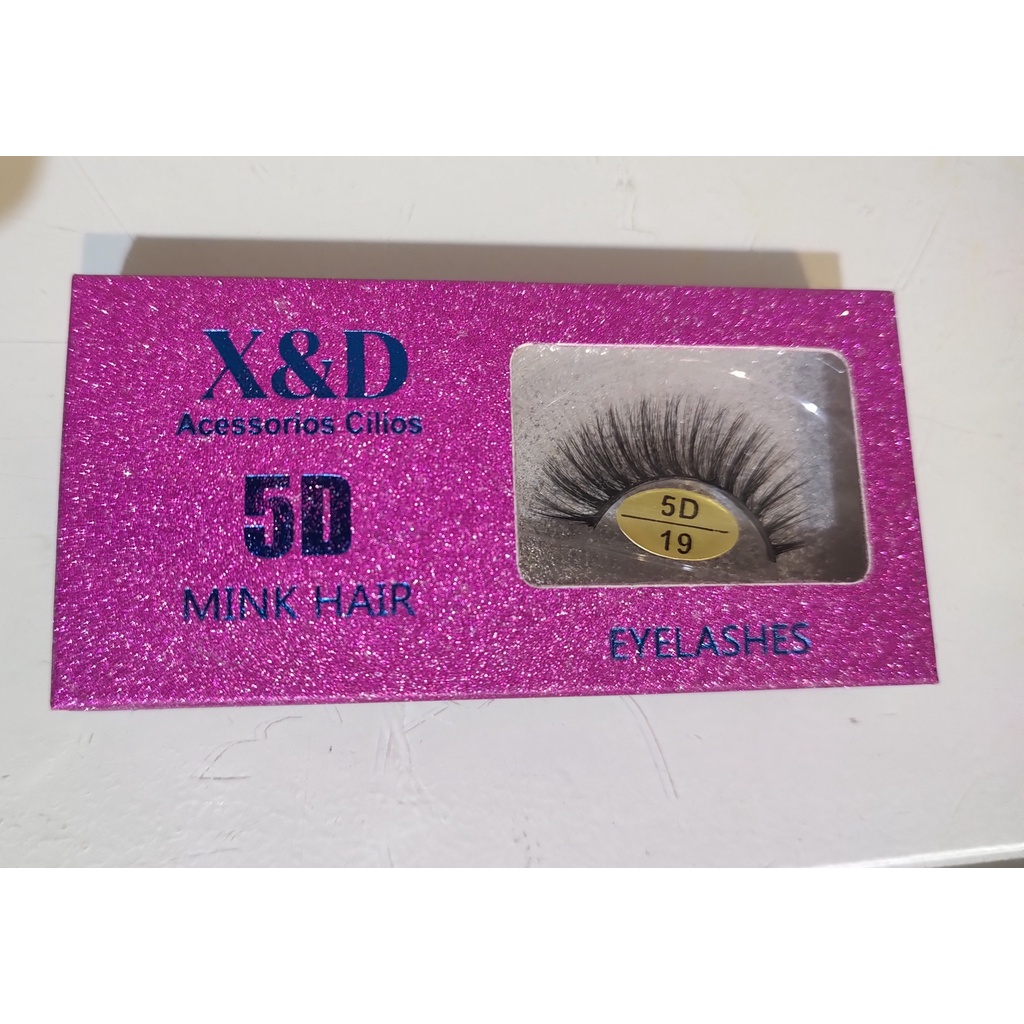 X&D
Acessorios Cilios
5D
MINK HAIR
5D
19
EYELASHES